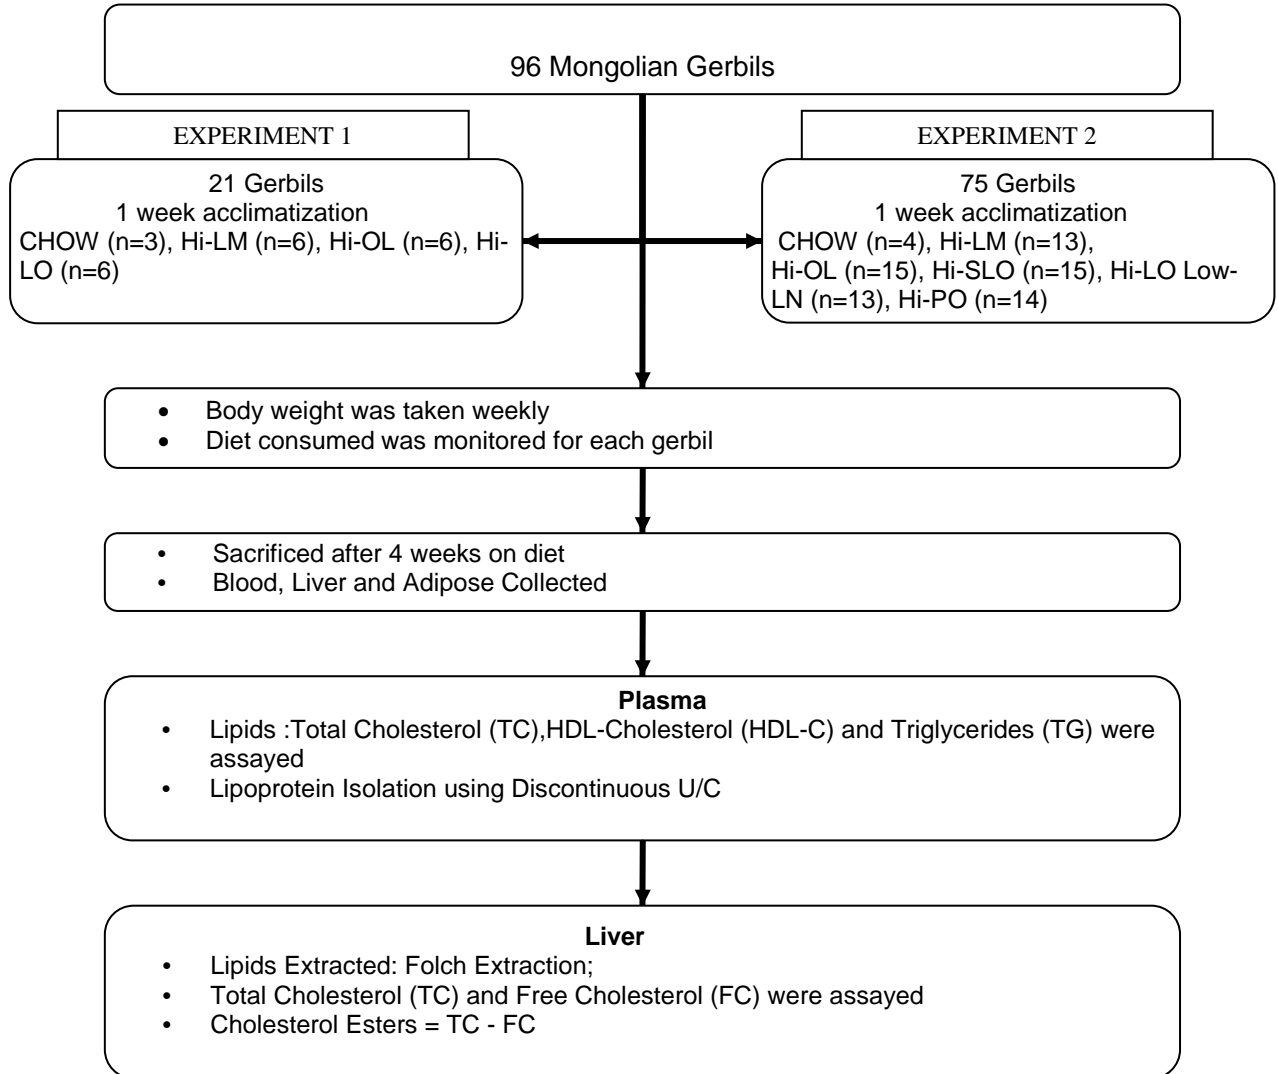 96 Mongolian Gerbils
EXPERIMENT 1
21 Gerbils
1 week acclimatization
CHOW (n=3), Hi-LM (n=6), Hi-OL (n=6), Hi-
LO (n=6)
EXPERIMENT 2
75 Gerbils
1 week acclimatization
CHOW (n=4), Hi-LM (n=13),
Hi-OL (n=15), Hi-SLO (n=15), Hi-LO Low-
LN (n=13), Hi-PO (n=14)
• Body weight was taken weekly
• Diet consumed was monitored for each gerbil
• Sacrificed after 4 weeks on diet
• Blood, Liver and Adipose Collected
Plasma
• Lipids :Total Cholesterol (TC),HDL-Cholesterol (HDL-C) and Triglycerides (TG) were
assayed
• Lipoprotein Isolation using Discontinuous U/C
Liver
• Lipids Extracted: Folch Extraction;
• Total Cholesterol (TC) and Free Cholesterol (FC) were assayed
• Cholesterol Esters = TC - FC